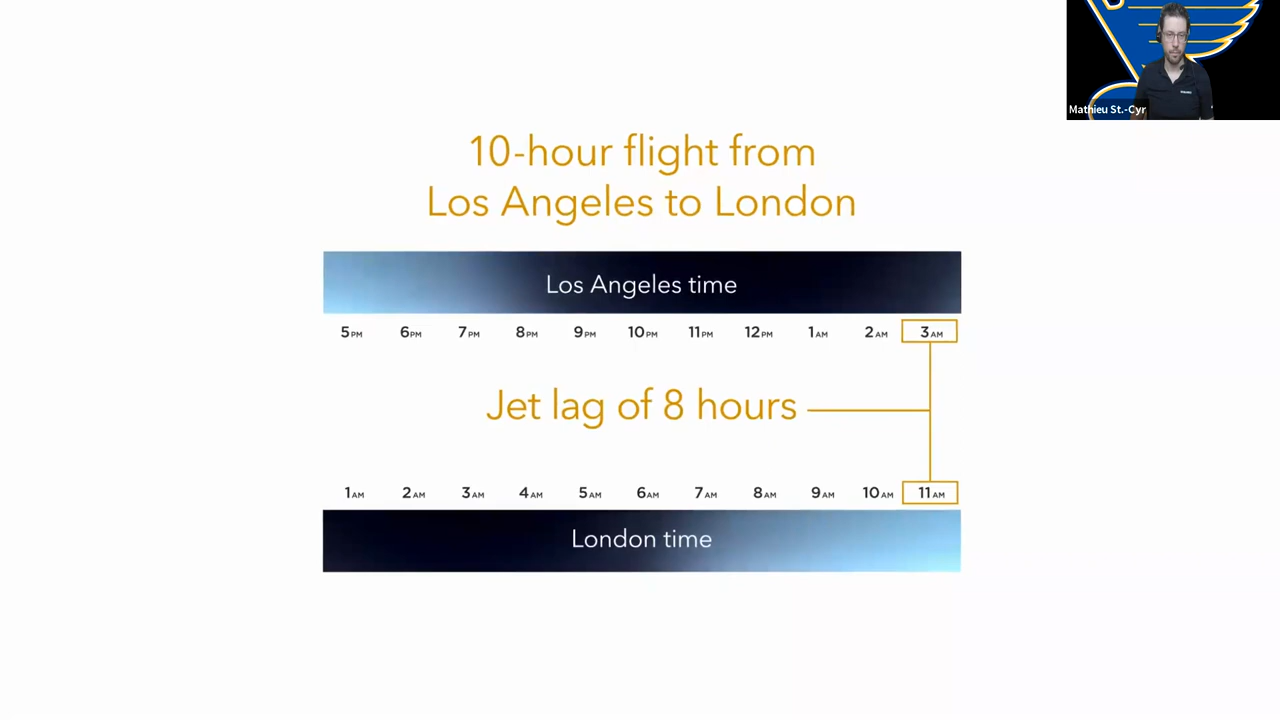 Mathieu St.-Cyr
10-hour flight from
Los Angeles to London
Los Angeles time
5PM 6PM 7PM 8PM 9PM 10PM 11PM 12PM 1AM 2AM 3AM
Jet lag of 8 hours
1AM 2AM 3AM 4AM 5AM 6AM 7AM 8AM 9AM 10AM 11AM
London time